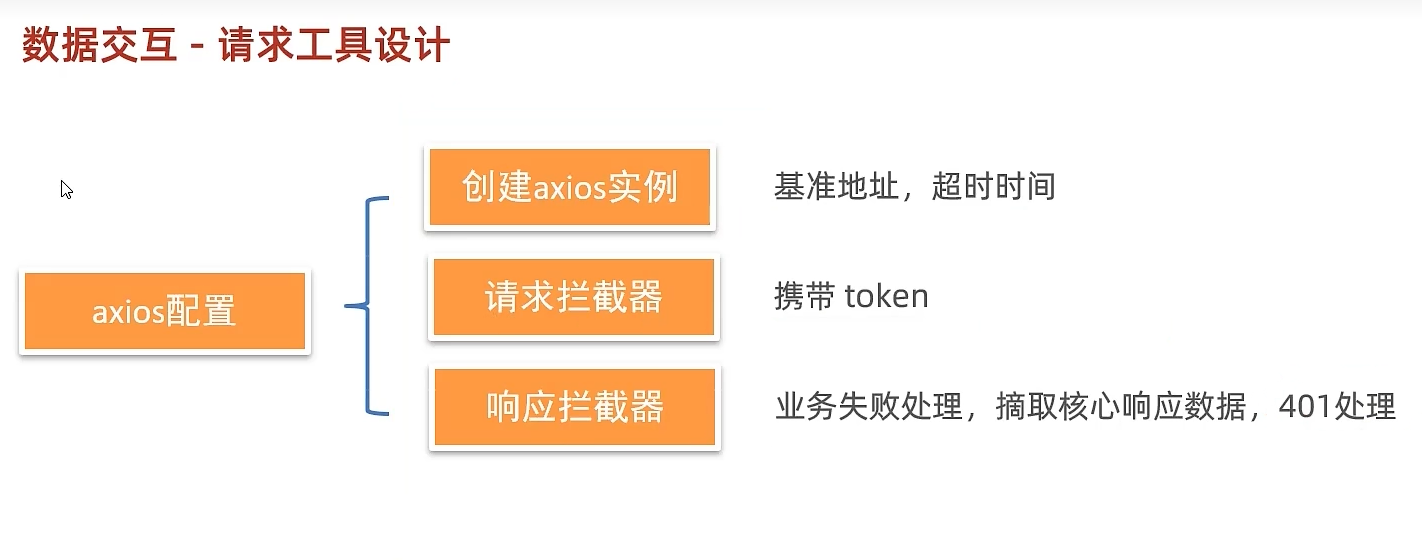 数据交互 - 请求工具设计
创建axios实例
基准地址，超时时间
axios配置
请求拦截器
携带 token
响应拦截器
业务失败处理，摘取核心响应数据，401处理